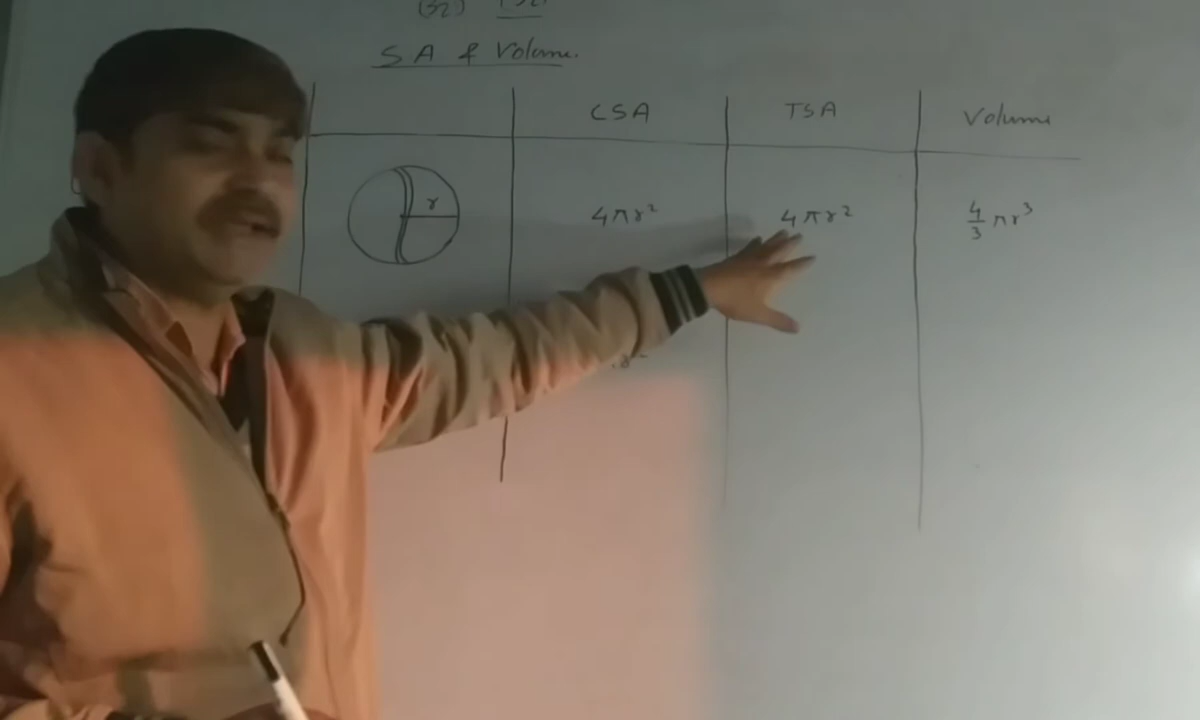 SA & Volume.
CSA TSA Volume
r 4πr² 4πr² 4/3 πr³